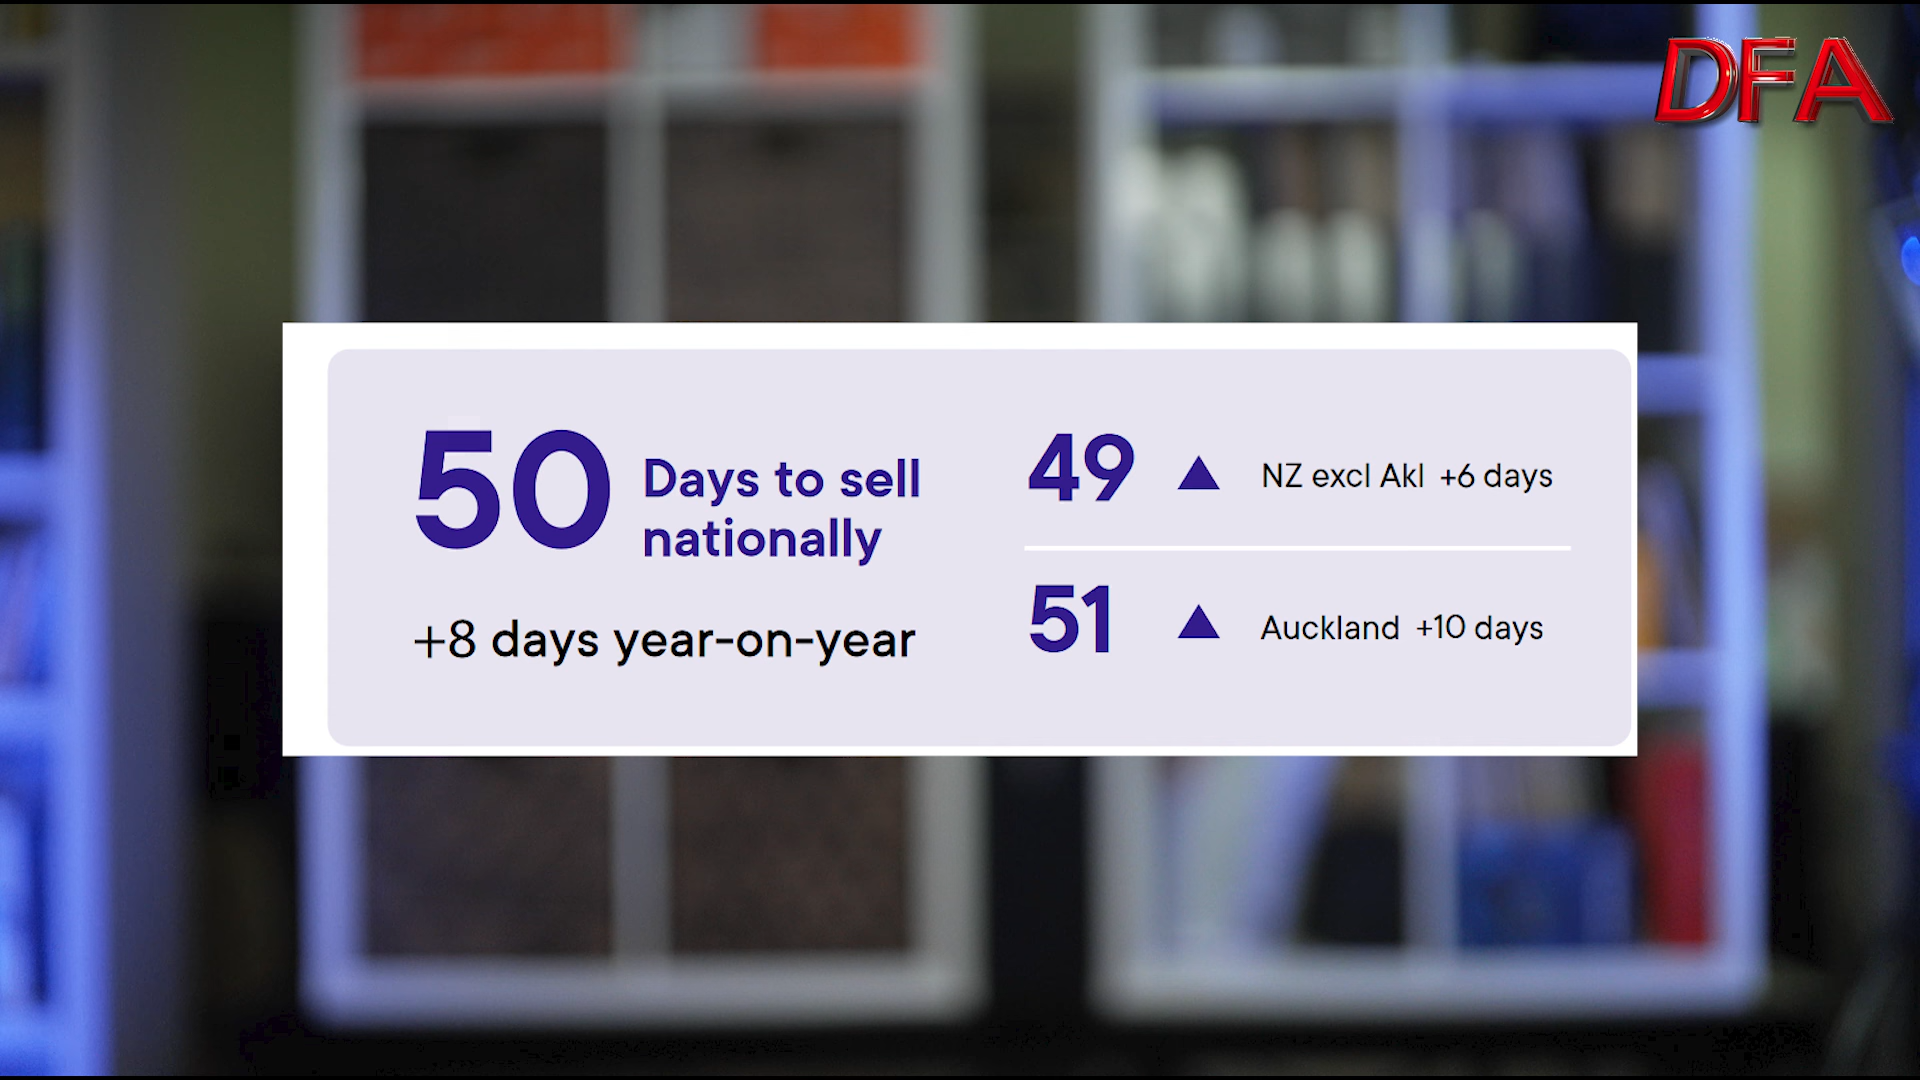 DFA
50
Days to sell
nationally
+8 days year-on-year
49 ▲ NZ excl Akl +6 days
51 ▲ Auckland +10 days